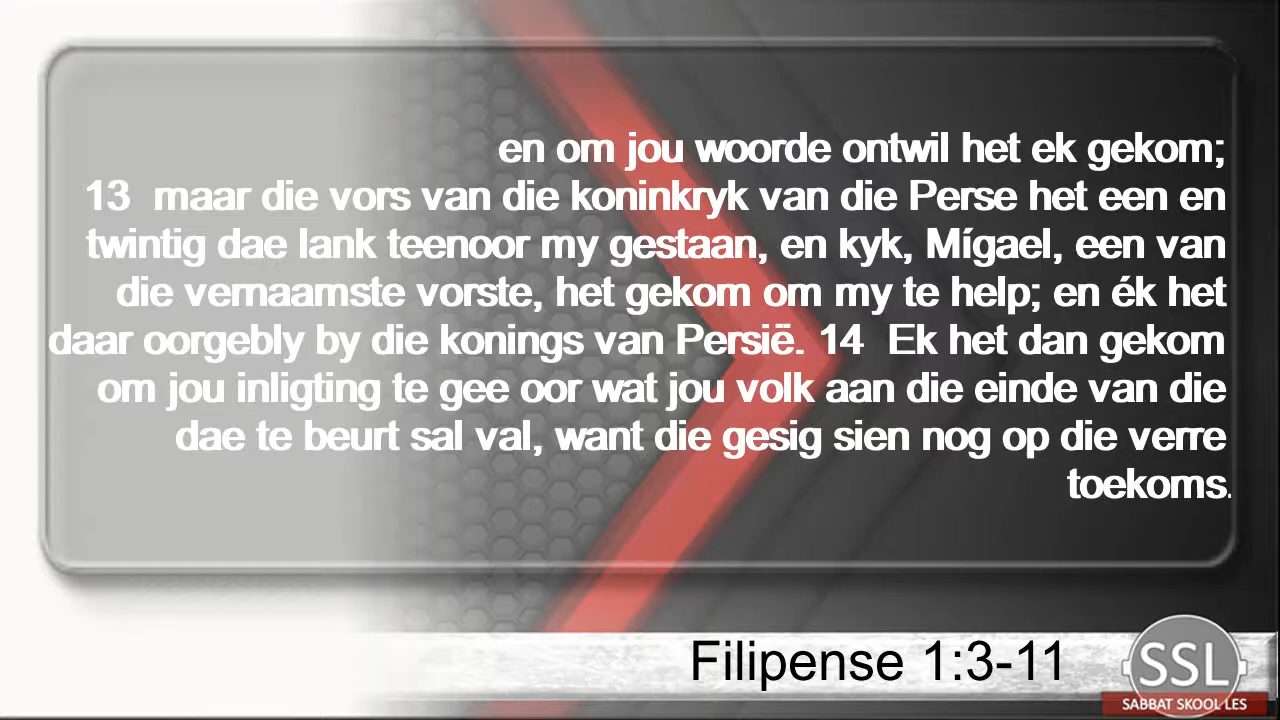 en om jou woorde ontwil het ek gekom;
13 maar die vors van die koninkryk van die Perse het een en
twintig dae lank teenoor my gestaan, en kyk, Mígael, een van
die vernaamste vorste, het gekom om my te help; en ék het
daar oorgebly by die konings van Persië. 14 Ek het dan gekom
om jou inligting te gee oor wat jou volk aan die einde van die
dae te beurt sal val, want die gesig sien nog op die verre
toekoms.
Filipense 1:3-11
SSL
SABBAT SKOOL LES